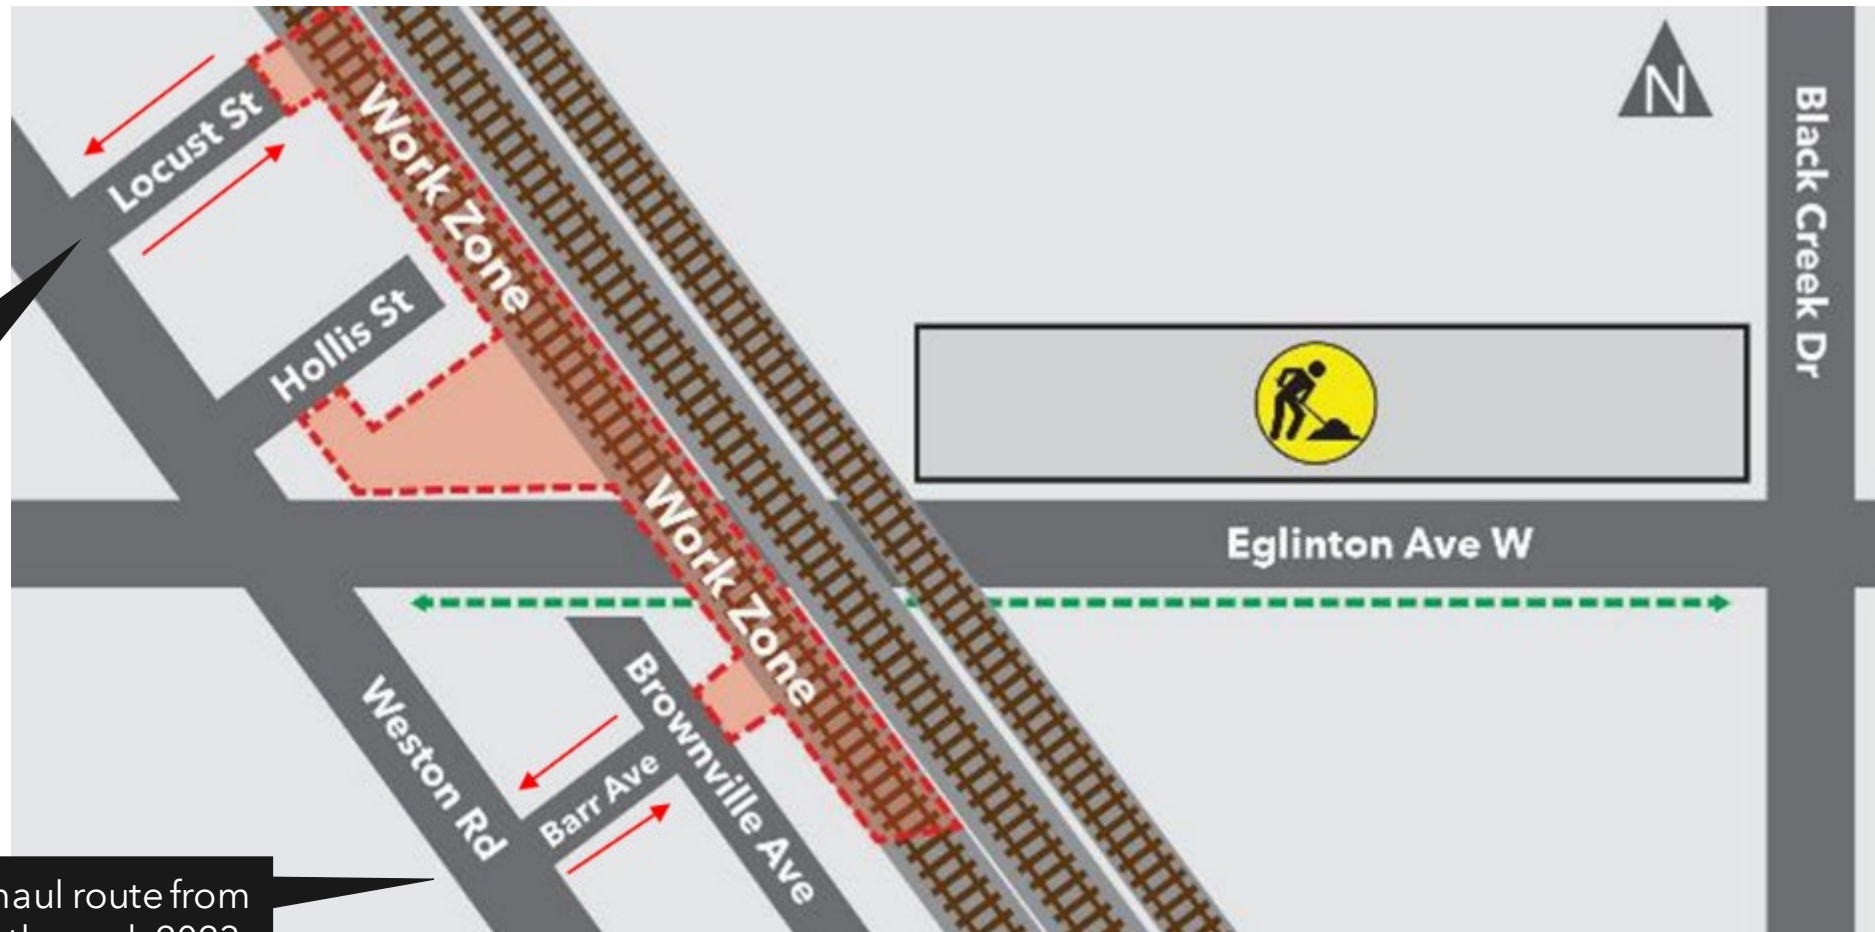 N
Locust St
Work Zone
Black Creek Dr
Hollis St
Work Zone
Eglinton Ave W
Weston Rd
Brownville Ave
Barr Ave
haul route from